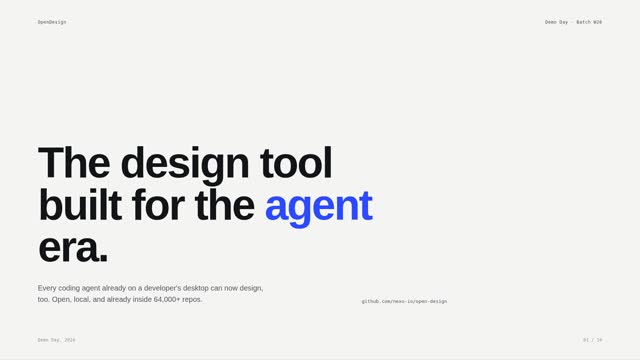 OpenDesign
Demo Day · Batch W26
The design tool
built for the agent
era.
Every coding agent already on a developer's desktop can now design,
too. Open, local, and already inside 64,000+ repos.
github.com/nexu-io/open-design
Demo Day, 2026
01 / 10